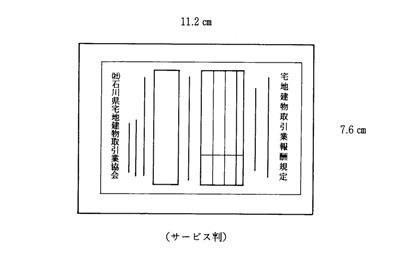 11.2 cm
宅地建物取引業報酬規定
㈳石川県宅地建物取引業協会
7.6 cm
(サービス判)